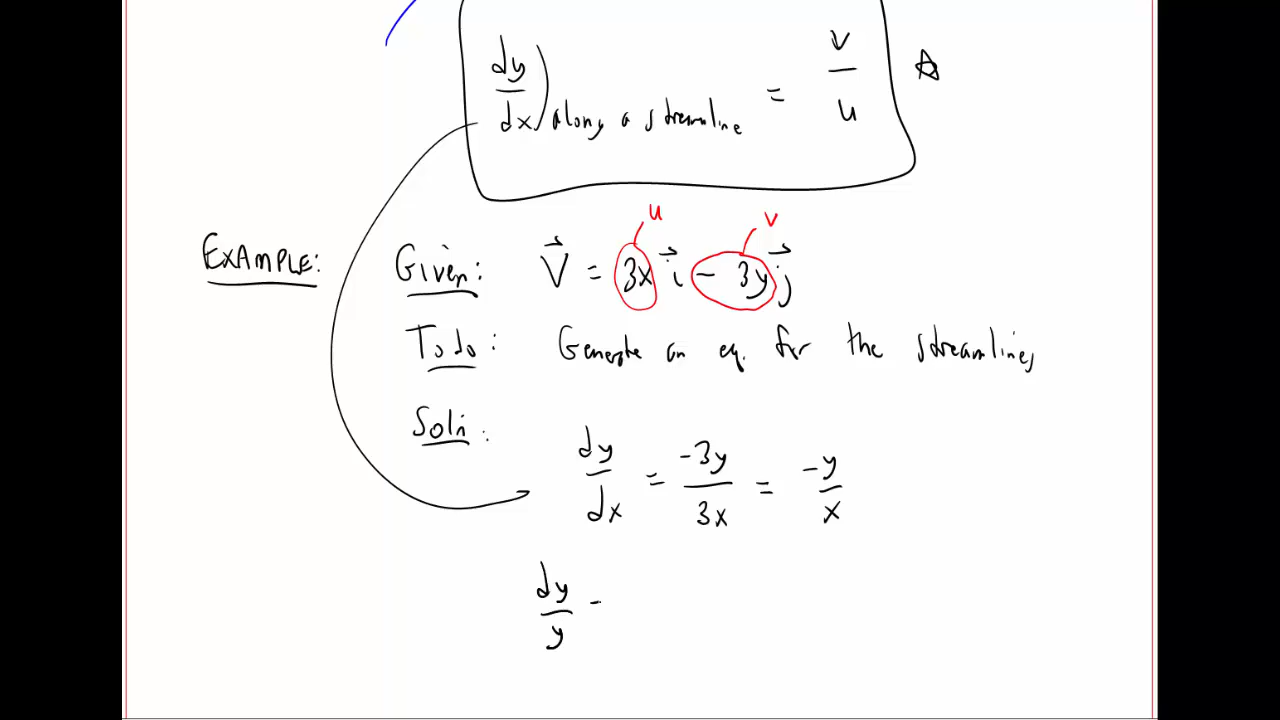 dy/dx) along a streamline = v/u ☆
u v
EXAMPLE: Given: V⃗ = 3x i⃗ - 3y j⃗
To do: Generate an eq. for the streamlines
Soln:
dy/dx = -3y/3x = -y/x
dy/y -